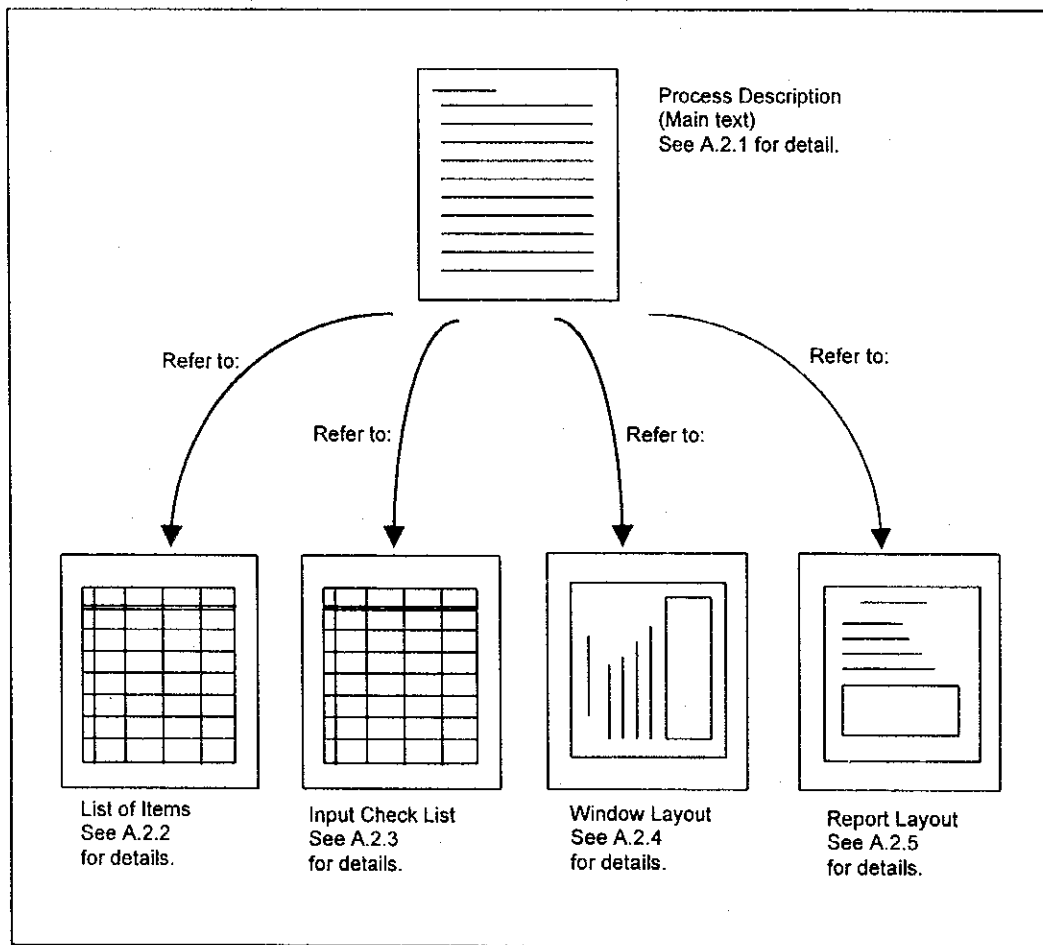 Process Description
(Main text)
See A.2.1 for detail.
Refer to:
Refer to:
Refer to:
Refer to:
List of Items
See A.2.2
for details.
Input Check List
See A.2.3
for details.
Window Layout
See A.2.4
for details.
Report Layout
See A.2.5
for details.